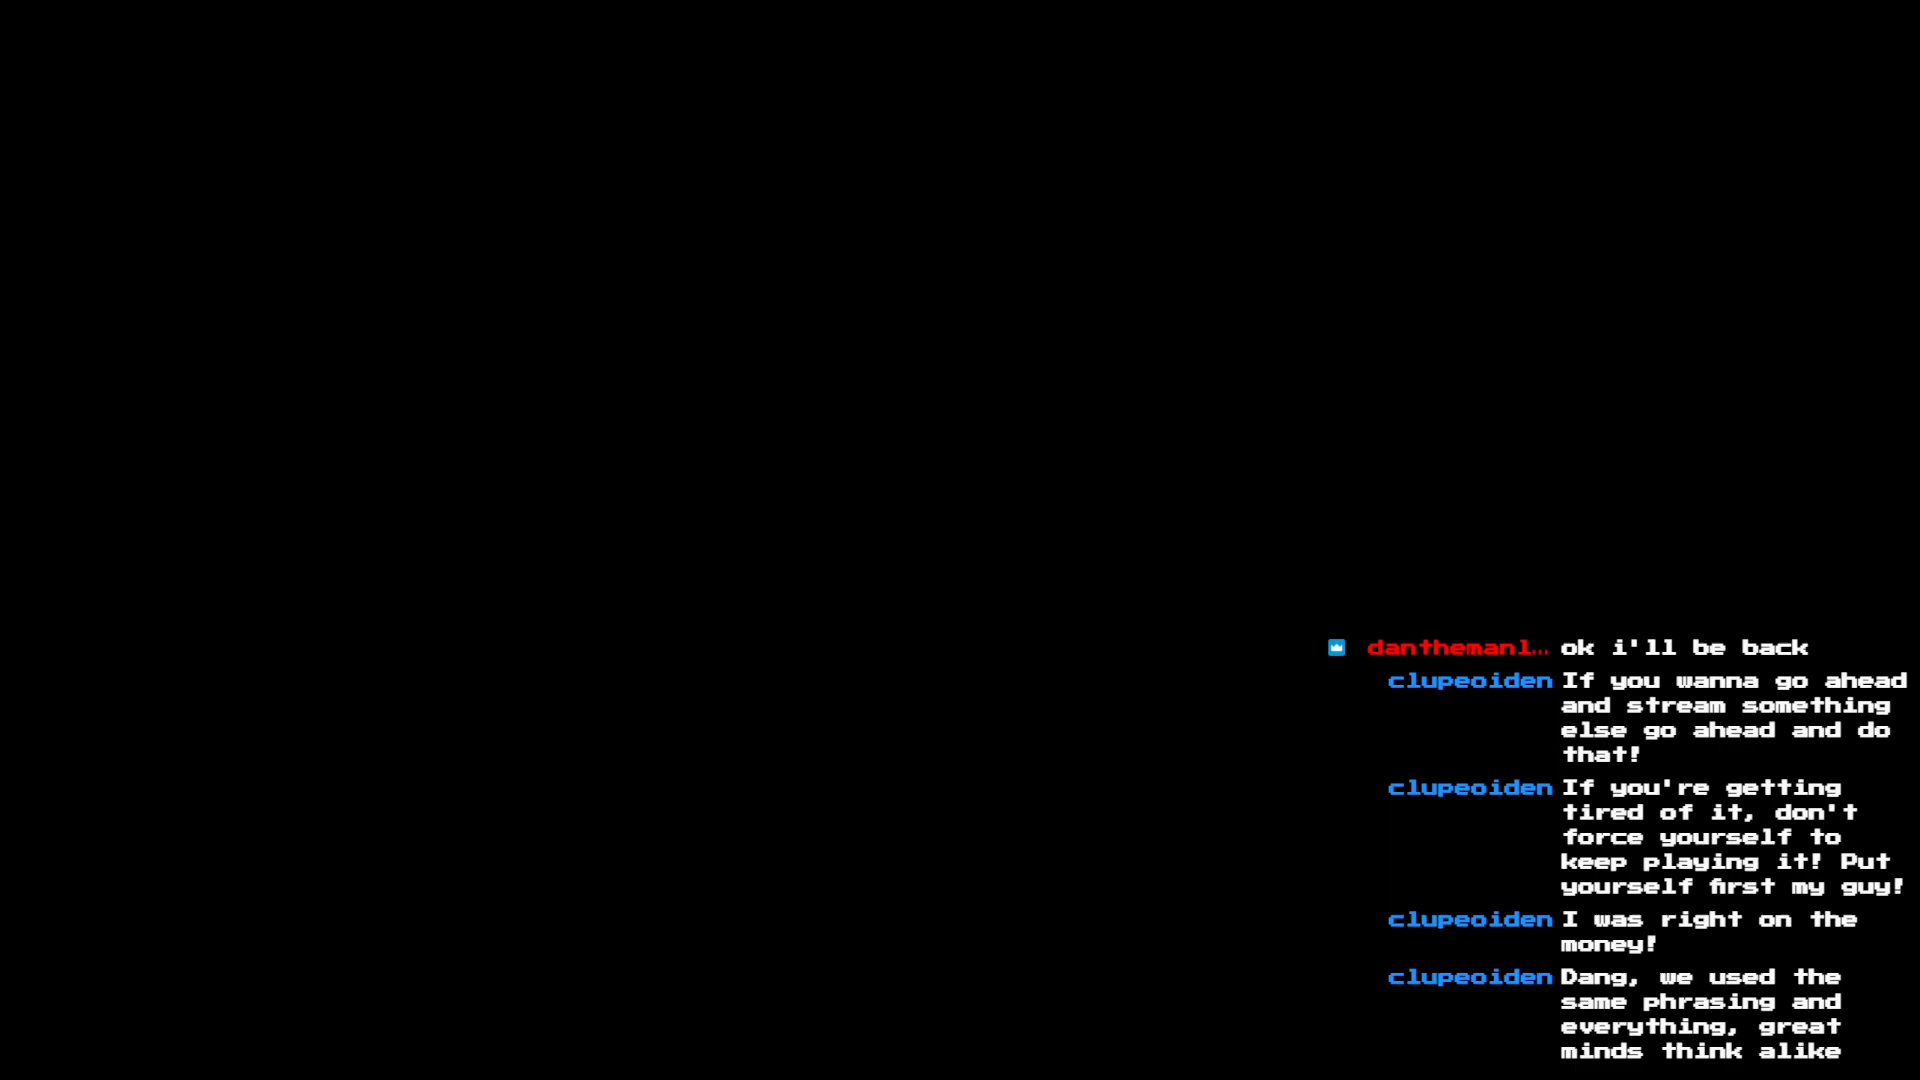 danthemanl... ok i'll be back
clupeoiden If you wanna go ahead
and stream something
else go ahead and do
that!
clupeoiden If you're getting
tired of it, don't
force yourself to
keep playing it! Put
yourself first my guy!
clupeoiden I was right on the
money!
clupeoiden Dang, we used the
same phrasing and
everything, great
minds think alike